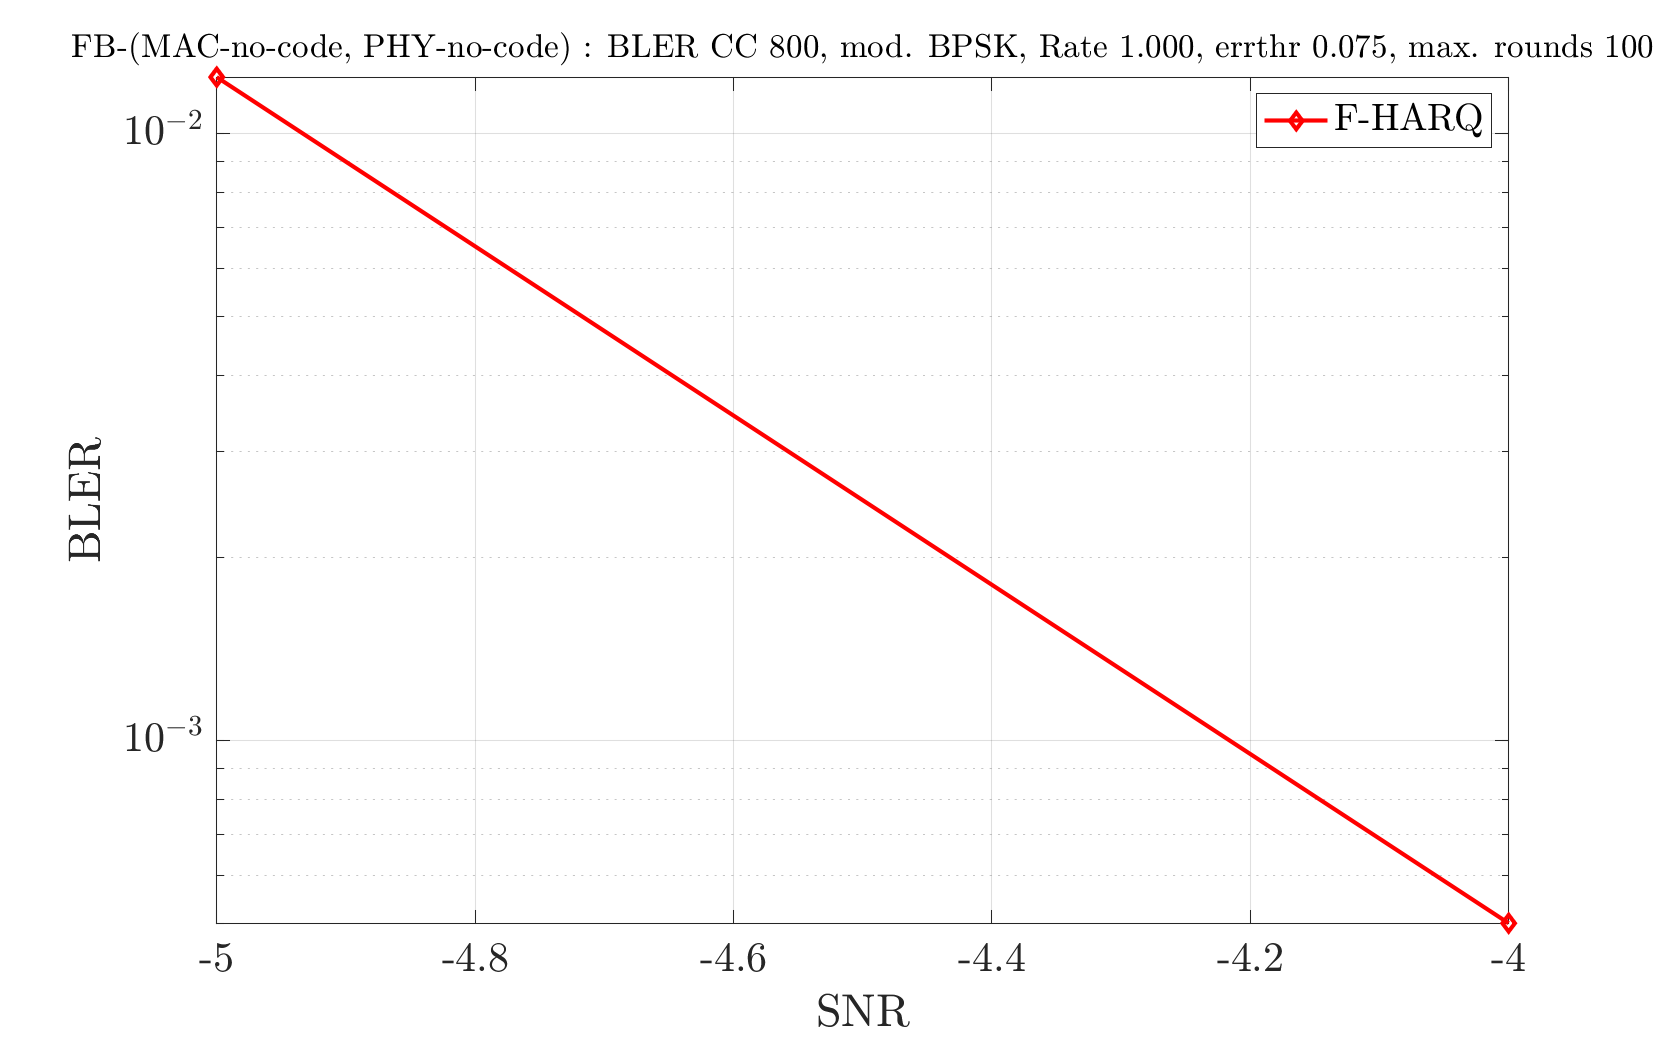 FB-(MAC-no-code, PHY-no-code) : BLER CC 800, mod. BPSK, Rate 1.000, errthr 0.075, max. rounds 100
F-HARQ
10⁻²
10⁻³
BLER
-5 -4.8 -4.6 -4.4 -4.2 -4
SNR